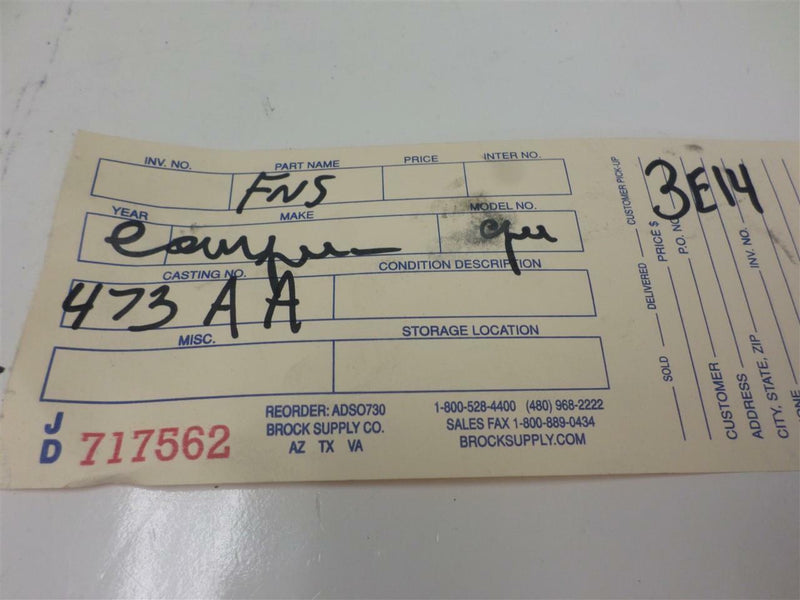 INV. NO. PART NAME PRICE INTER NO.
FNS
YEAR MAKE MODEL NO.
CASTING NO. CONDITION DESCRIPTION
473 AA
MISC. STORAGE LOCATION
J D 717562
REORDER: ADSO730
BROCK SUPPLY CO.
AZ TX VA
1-800-528-4400 (480) 968-2222
SALES FAX 1-800-889-0434
BROCKSUPPLY.COM
3E14
CUSTOMER PICK-UP
SOLD DELIVERED PRICE $
P.O. NO
CUSTOMER
ADDRESS
CITY, STATE, ZIP INV. NO.